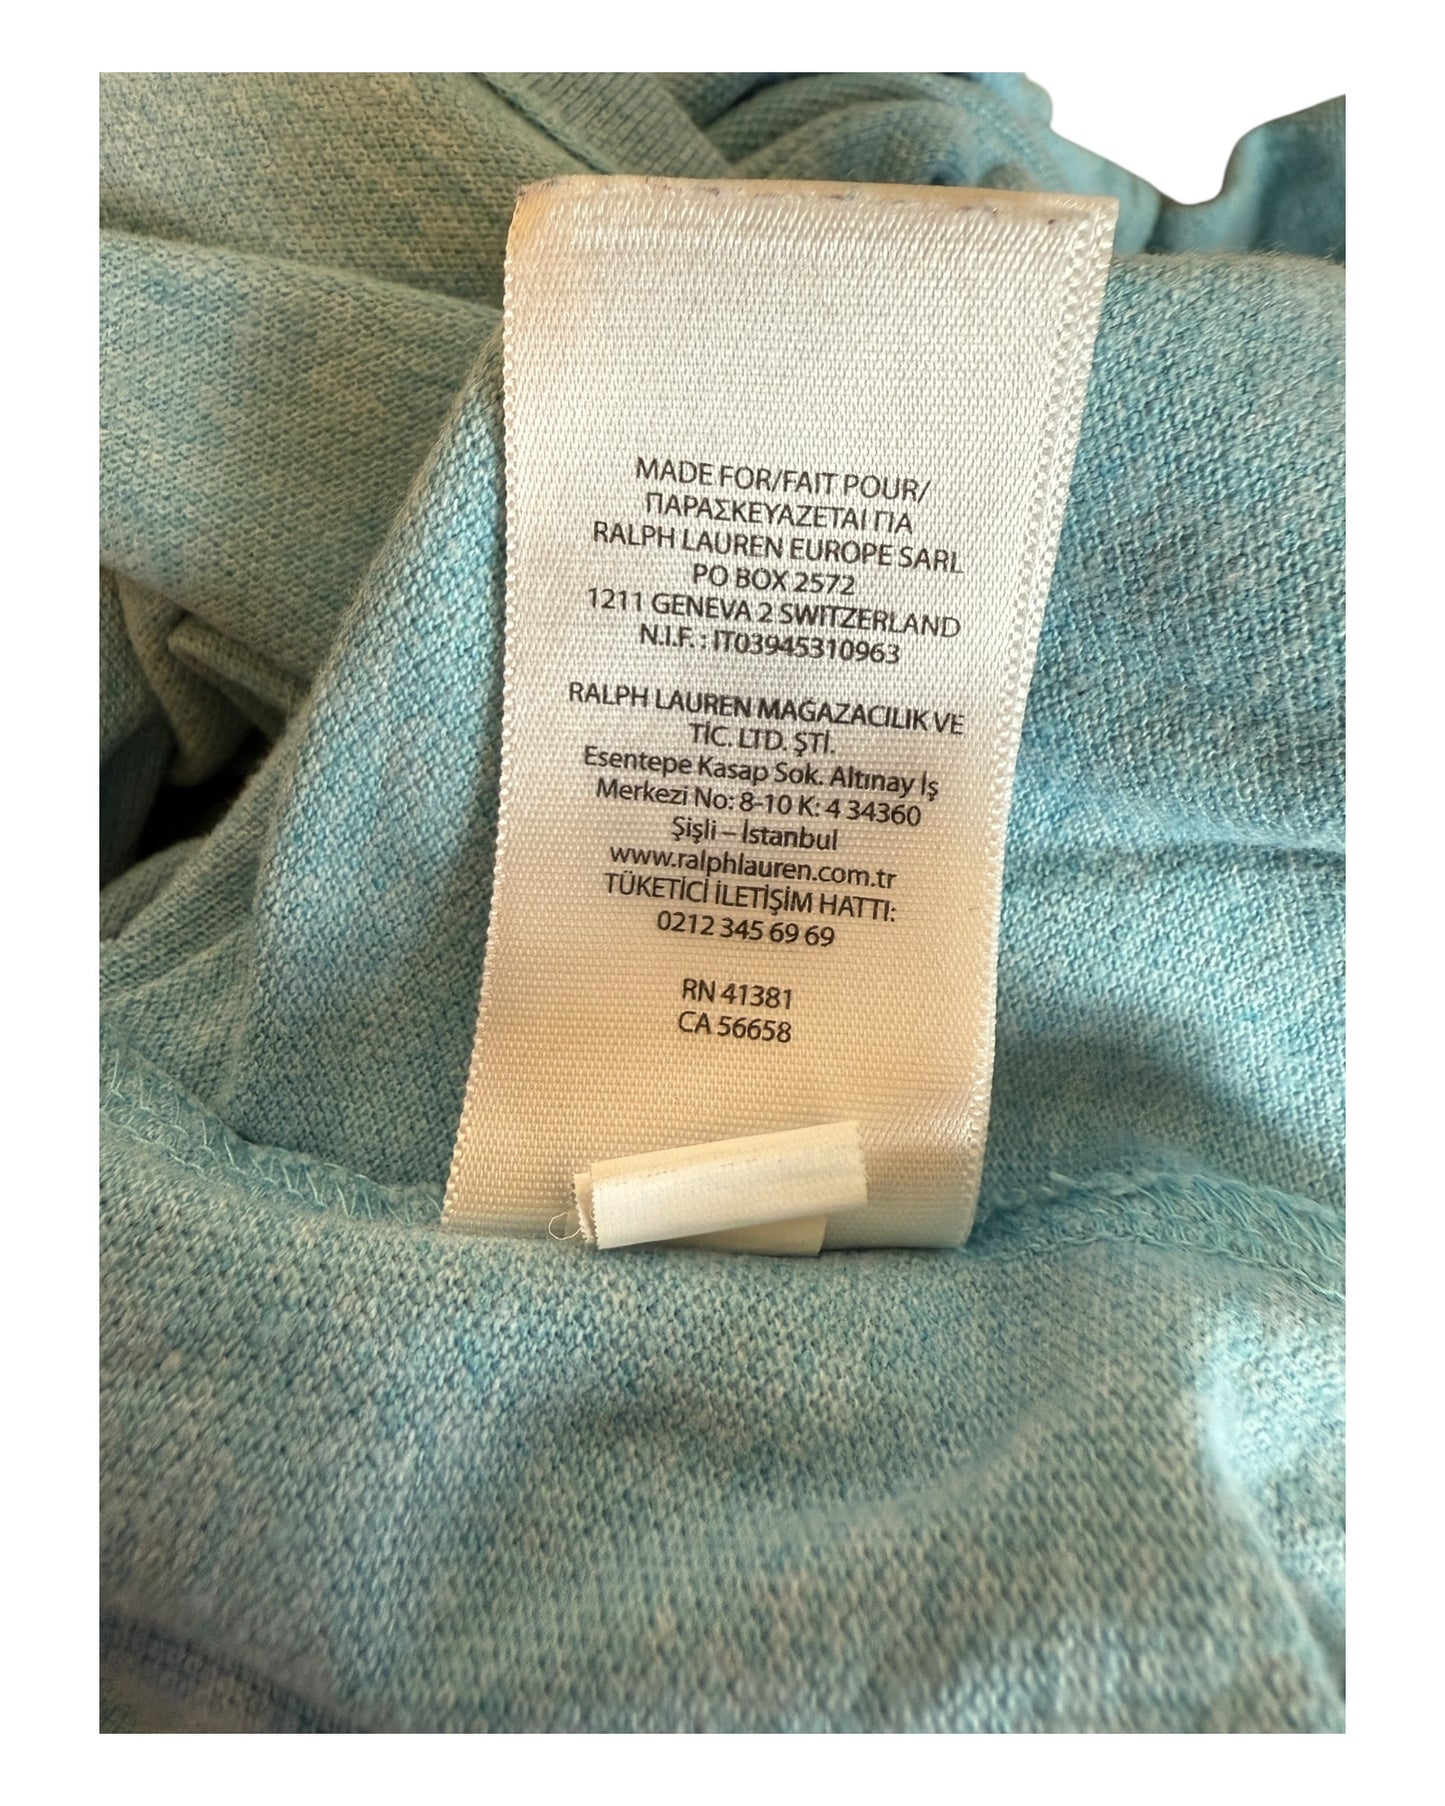 MADE FOR/FAIT POUR/
ΠΑΡΑΣΚΕΥΑΖΕΤΑΙ ΓΙΑ
RALPH LAUREN EUROPE SARL
PO BOX 2572
1211 GENEVA 2 SWITZERLAND
N.I.F. : IT03945310963
RALPH LAUREN MAĞAZACILIK VE
TİC. LTD. ŞTİ.
Esentepe Kasap Sok. Altınay İş
Merkezi No: 8-10 K: 4 34360
Şişli – İstanbul
www.ralphlauren.com.tr
TÜKETİCİ İLETİŞİM HATTI:
0212 345 69 69
RN 41381
CA 56658